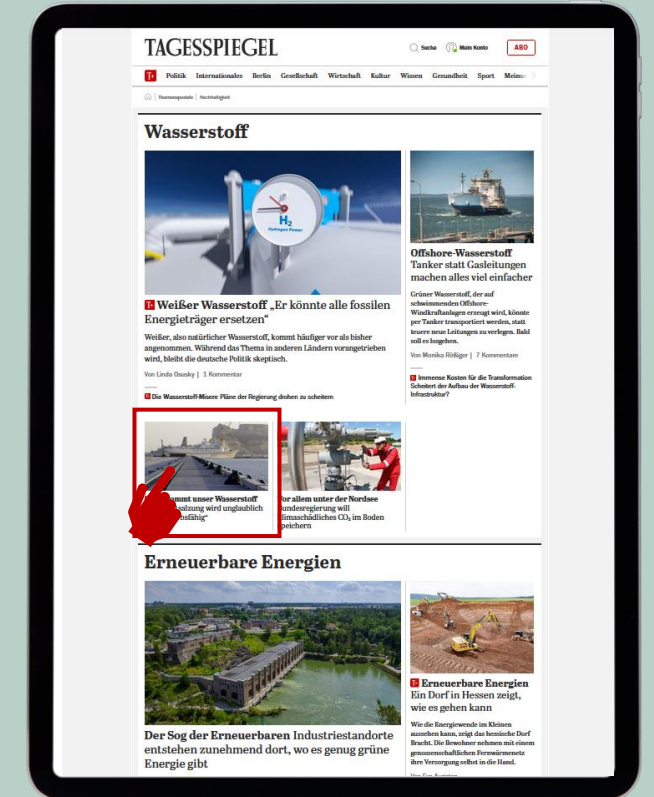 TAGESSPIEGEL
Suche
Mein Konto
ABO
T+ Politik Internationales Berlin Gesellschaft Wirtschaft Kultur Wissen Gesundheit Sport
Themenspezials | Nachhaltigkeit
Wasserstoff
H2
Hydrogen Power
T+ Weißer Wasserstoff „Er könnte alle fossilen
Energieträger ersetzen“
Weißer, also natürlicher Wasserstoff, kommt häufiger vor als bisher
angenommen. Während das Thema in anderen Ländern vorangetrieben
wird, bleibt die deutsche Politik skeptisch.
Von Linda Osusky | 1 Kommentar
T+ Die Wasserstoff-Misere Pläne der Regierung drohen zu scheitern
Offshore-Wasserstoff
Tanker statt Gasleitungen
machen alles viel einfacher
Grüner Wasserstoff, der auf
schwimmenden Offshore-
Windkraftanlagen erzeugt wird, könnte
per Tanker transportiert werden, statt
teuere neue Leitungen zu verlegen. Bald
soll es losgehen.
Von Monika Rößiger | 7 Kommentare
T+ Immense Kosten für die Transformation
Scheitert der Aufbau der Wasserstoff-
Infrastruktur?
unser Wasserstoff
wird unglaublich
Vor allem unter der Nordsee
Bundesregierung will
klimaschädliches CO₂ im Boden
speichern
Erneuerbare Energien
Der Sog der Erneuerbaren Industriestandorte
entstehen zunehmend dort, wo es genug grüne
Energie gibt
T+ Erneuerbare Energien
Ein Dorf in Hessen zeigt,
wie es gehen kann
Wie die Energiewende im Kleinen
aussehen kann, zeigt das hessische Dorf
Bracht. Die Bewohner nehmen mit einem
genossenschaftlichen Fernwärmenetz
ihre Versorgung selbst in die Hand.